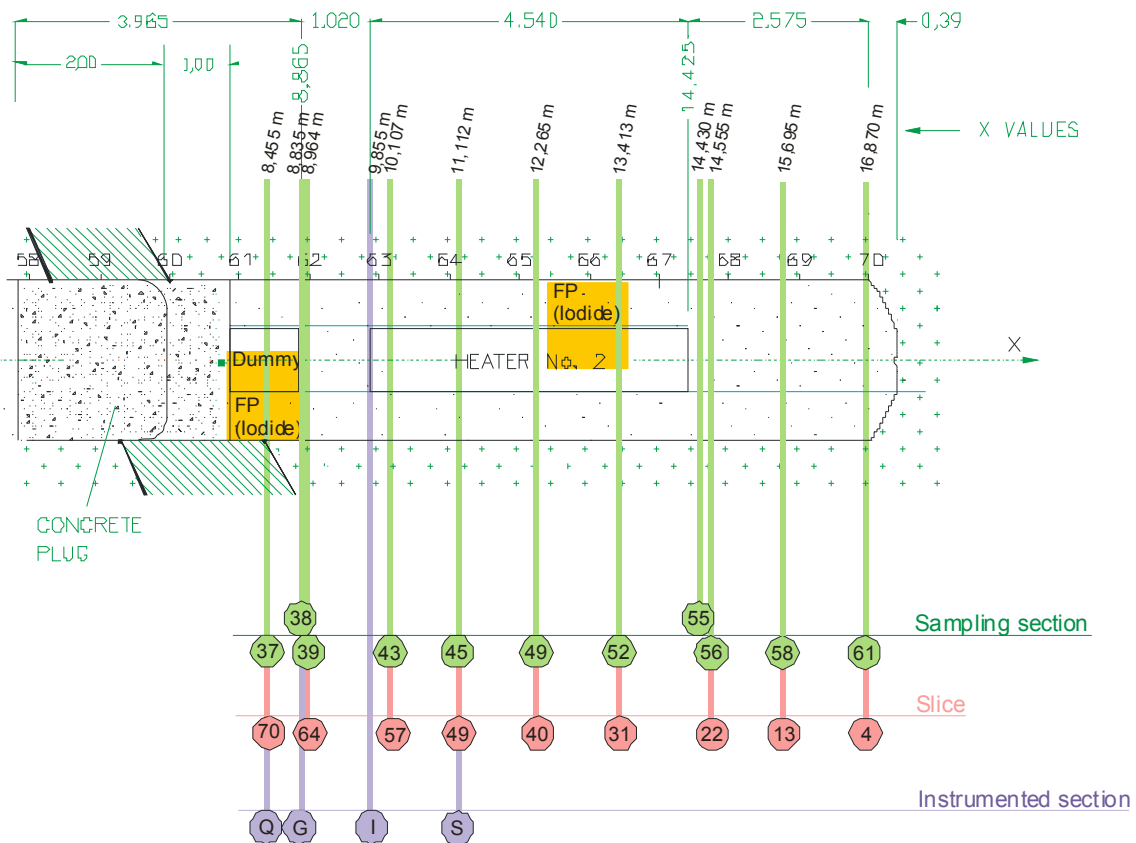 3.965 1.020 4.540 2.575 0,39
2,00 1,00 8,865 14,425
8,455 m 8,835 m 8,964 m 9,855 m 10,107 m 11,112 m 12,265 m 13,413 m 14,430 m 14,555 m 15,695 m 16,870 m
X VALUES
58 59 60 61 62 63 64 65 66 67 68 69 70
FP
(Iodide)
X
Dummy
HEATER No. 2
FP
(Iodide)
CONCRETE
PLUG
38 55
Sampling section
37 39 43 45 49 52 56 58 61
Slice
70 64 57 49 40 31 22 13 4
Instrumented section
Q G I S